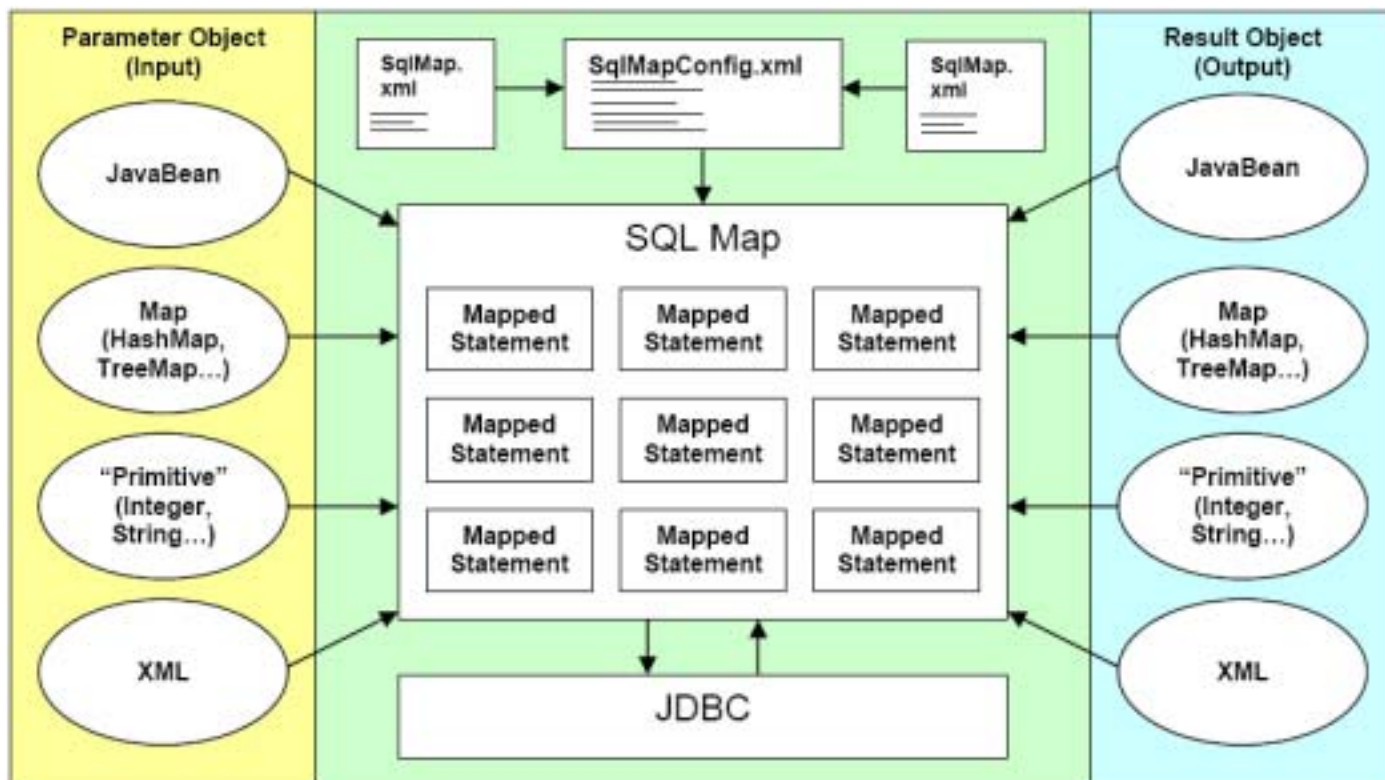 Parameter Object
(Input)
JavaBean
Map
(HashMap,
TreeMap…)
“Primitive”
(Integer,
String…)
XML
SqlMap.
xml
SqlMapConfig.xml
SqlMap.
xml
SQL Map
Mapped
Statement
Mapped
Statement
Mapped
Statement
Mapped
Statement
Mapped
Statement
Mapped
Statement
Mapped
Statement
Mapped
Statement
Mapped
Statement
JDBC
Result Object
(Output)
JavaBean
Map
(HashMap,
TreeMap…)
“Primitive”
(Integer,
String…)
XML